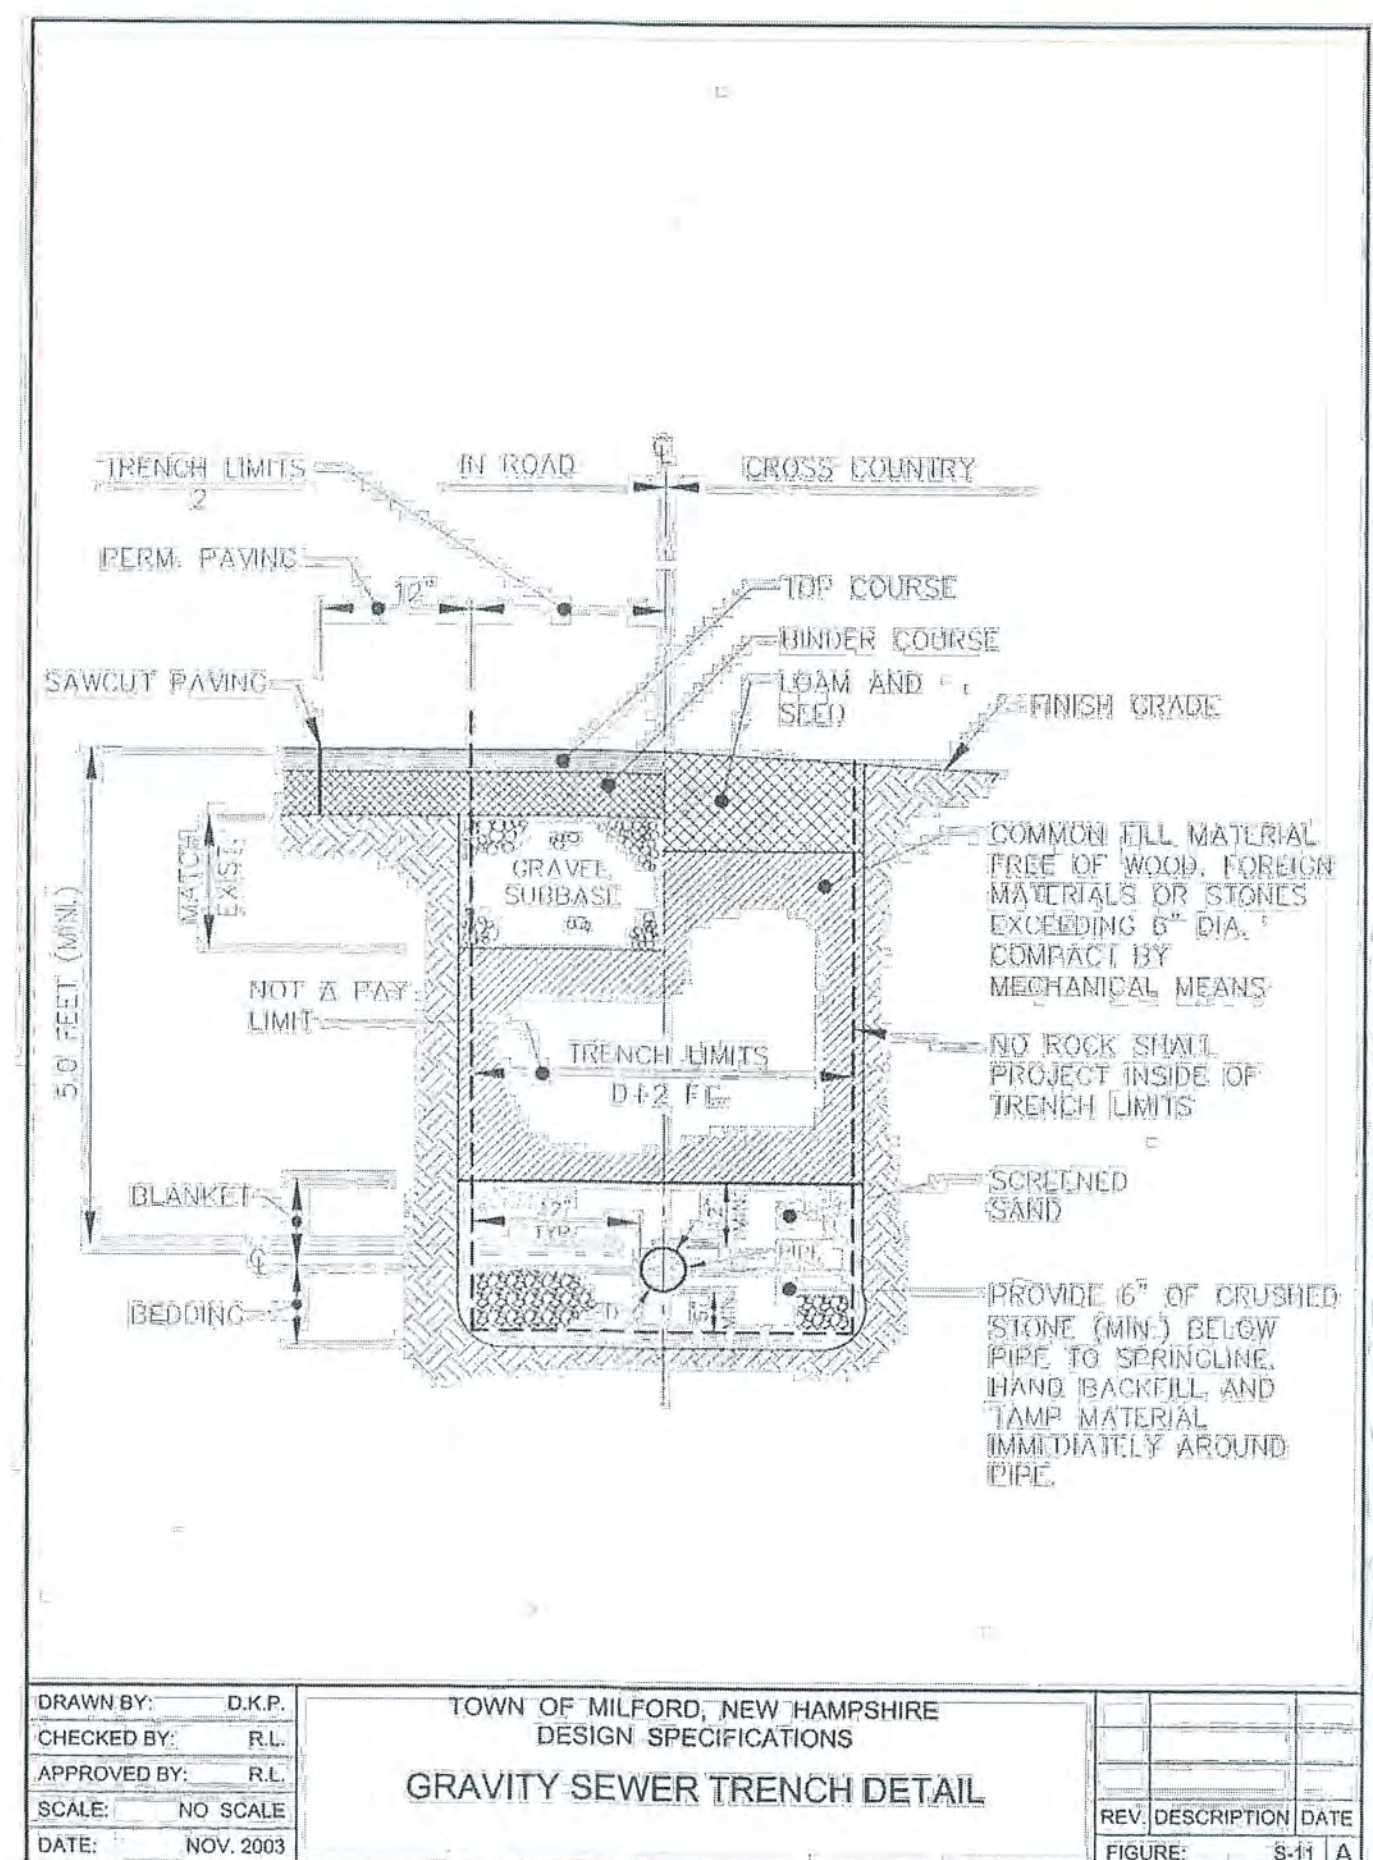 TRENCH LIMITS
2
IN ROAD
CROSS COUNTRY
PERM. PAVING
12"
TOP COURSE
BINDER COURSE
SAWCUT PAVING
LOAM AND
SEED
FINISH GRADE
MATCH
EXIST.
5.0 FEET (MIN.)
GRAVEL
SUBBASE
COMMON FILL MATERIAL
FREE OF WOOD, FOREIGN
MATERIALS OR STONES
EXCEEDING 6" DIA.
COMPACT BY
MECHANICAL MEANS
NOT A PAY
LIMIT
TRENCH LIMITS
D+2 FT.
NO ROCK SHALL
PROJECT INSIDE OF
TRENCH LIMITS
BLANKET
12"
TYP.
SCREENED
SAND
PIPE
BEDDING
D
PROVIDE 6" OF CRUSHED
STONE (MIN.) BELOW
PIPE TO SPRINGLINE,
HAND BACKFILL AND
TAMP MATERIAL
IMMEDIATELY AROUND
PIPE.
DRAWN BY: D.K.P.
CHECKED BY: R.L.
APPROVED BY: R.L.
SCALE: NO SCALE
DATE: NOV. 2003
TOWN OF MILFORD, NEW HAMPSHIRE
DESIGN SPECIFICATIONS
GRAVITY SEWER TRENCH DETAIL
REV. DESCRIPTION DATE
FIGURE: S-11 A